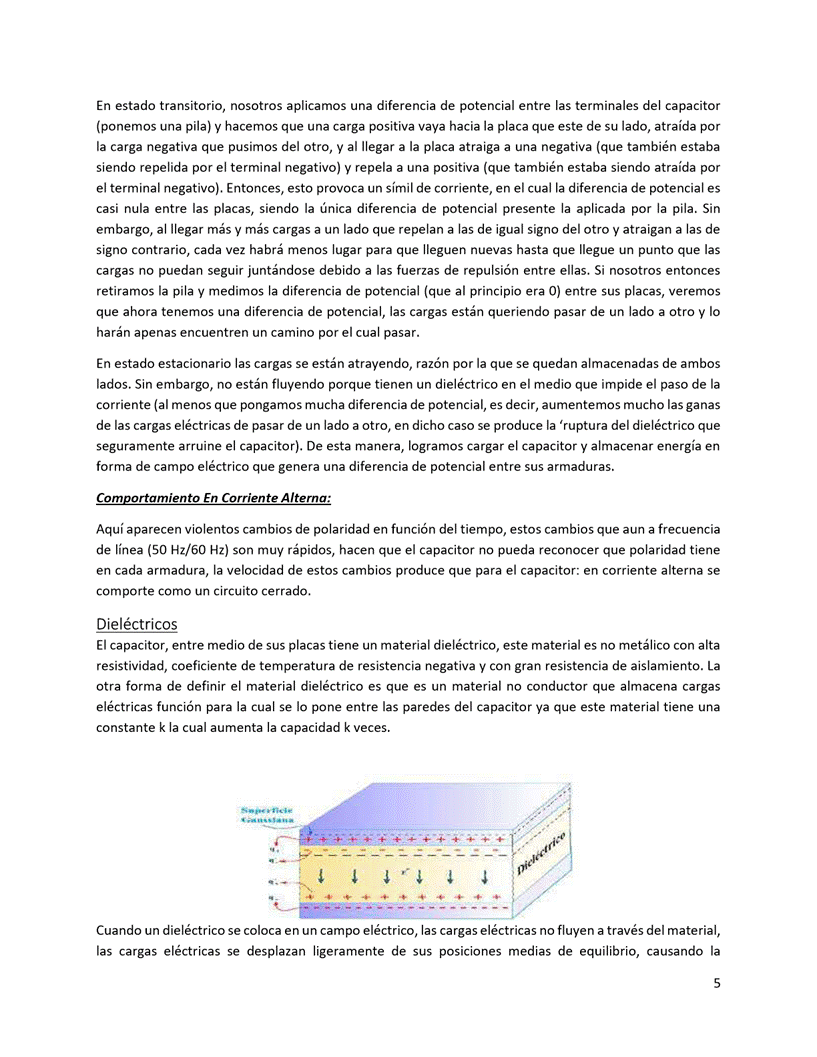 En estado transitorio, nosotros aplicamos una diferencia de potencial entre las terminales del capacitor
(ponemos una pila) y hacemos que una carga positiva vaya hacia la placa que este de su lado, atraída por
la carga negativa que pusimos del otro, y al llegar a la placa atraiga a una negativa (que también estaba
siendo repelida por el terminal negativo) y repela a una positiva (que también estaba siendo atraída por
el terminal negativo). Entonces, esto provoca un símil de corriente, en el cual la diferencia de potencial es
casi nula entre las placas, siendo la única diferencia de potencial presente la aplicada por la pila. Sin
embargo, al llegar más y más cargas a un lado que repelan a las de igual signo del otro y atraigan a las de
signo contrario, cada vez habrá menos lugar para que lleguen nuevas hasta que llegue un punto que las
cargas no puedan seguir juntándose debido a las fuerzas de repulsión entre ellas. Si nosotros entonces
retiramos la pila y medimos la diferencia de potencial (que al principio era 0) entre sus placas, veremos
que ahora tenemos una diferencia de potencial, las cargas están queriendo pasar de un lado a otro y lo
harán apenas encuentren un camino por el cual pasar.
En estado estacionario las cargas se están atrayendo, razón por la que se quedan almacenadas de ambos
lados. Sin embargo, no están fluyendo porque tienen un dieléctrico en el medio que impide el paso de la
corriente (al menos que pongamos mucha diferencia de potencial, es decir, aumentemos mucho las ganas
de las cargas eléctricas de pasar de un lado a otro, en dicho caso se produce la ‘ruptura del dieléctrico que
seguramente arruine el capacitor). De esta manera, logramos cargar el capacitor y almacenar energía en
forma de campo eléctrico que genera una diferencia de potencial entre sus armaduras.
Comportamiento En Corriente Alterna:
Aquí aparecen violentos cambios de polaridad en función del tiempo, estos cambios que aun a frecuencia
de línea (50 Hz/60 Hz) son muy rápidos, hacen que el capacitor no pueda reconocer que polaridad tiene
en cada armadura, la velocidad de estos cambios produce que para el capacitor: en corriente alterna se
comporte como un circuito cerrado.
Dieléctricos
El capacitor, entre medio de sus placas tiene un material dieléctrico, este material es no metálico con alta
resistividad, coeficiente de temperatura de resistencia negativa y con gran resistencia de aislamiento. La
otra forma de definir el material dieléctrico es que es un material no conductor que almacena cargas
eléctricas función para la cual se lo pone entre las paredes del capacitor ya que este material tiene una
constante k la cual aumenta la capacidad k veces.
Superficie
Gaussiana
Dieléctrico
Cuando un dieléctrico se coloca en un campo eléctrico, las cargas eléctricas no fluyen a través del material,
las cargas eléctricas se desplazan ligeramente de sus posiciones medias de equilibrio, causando la
5